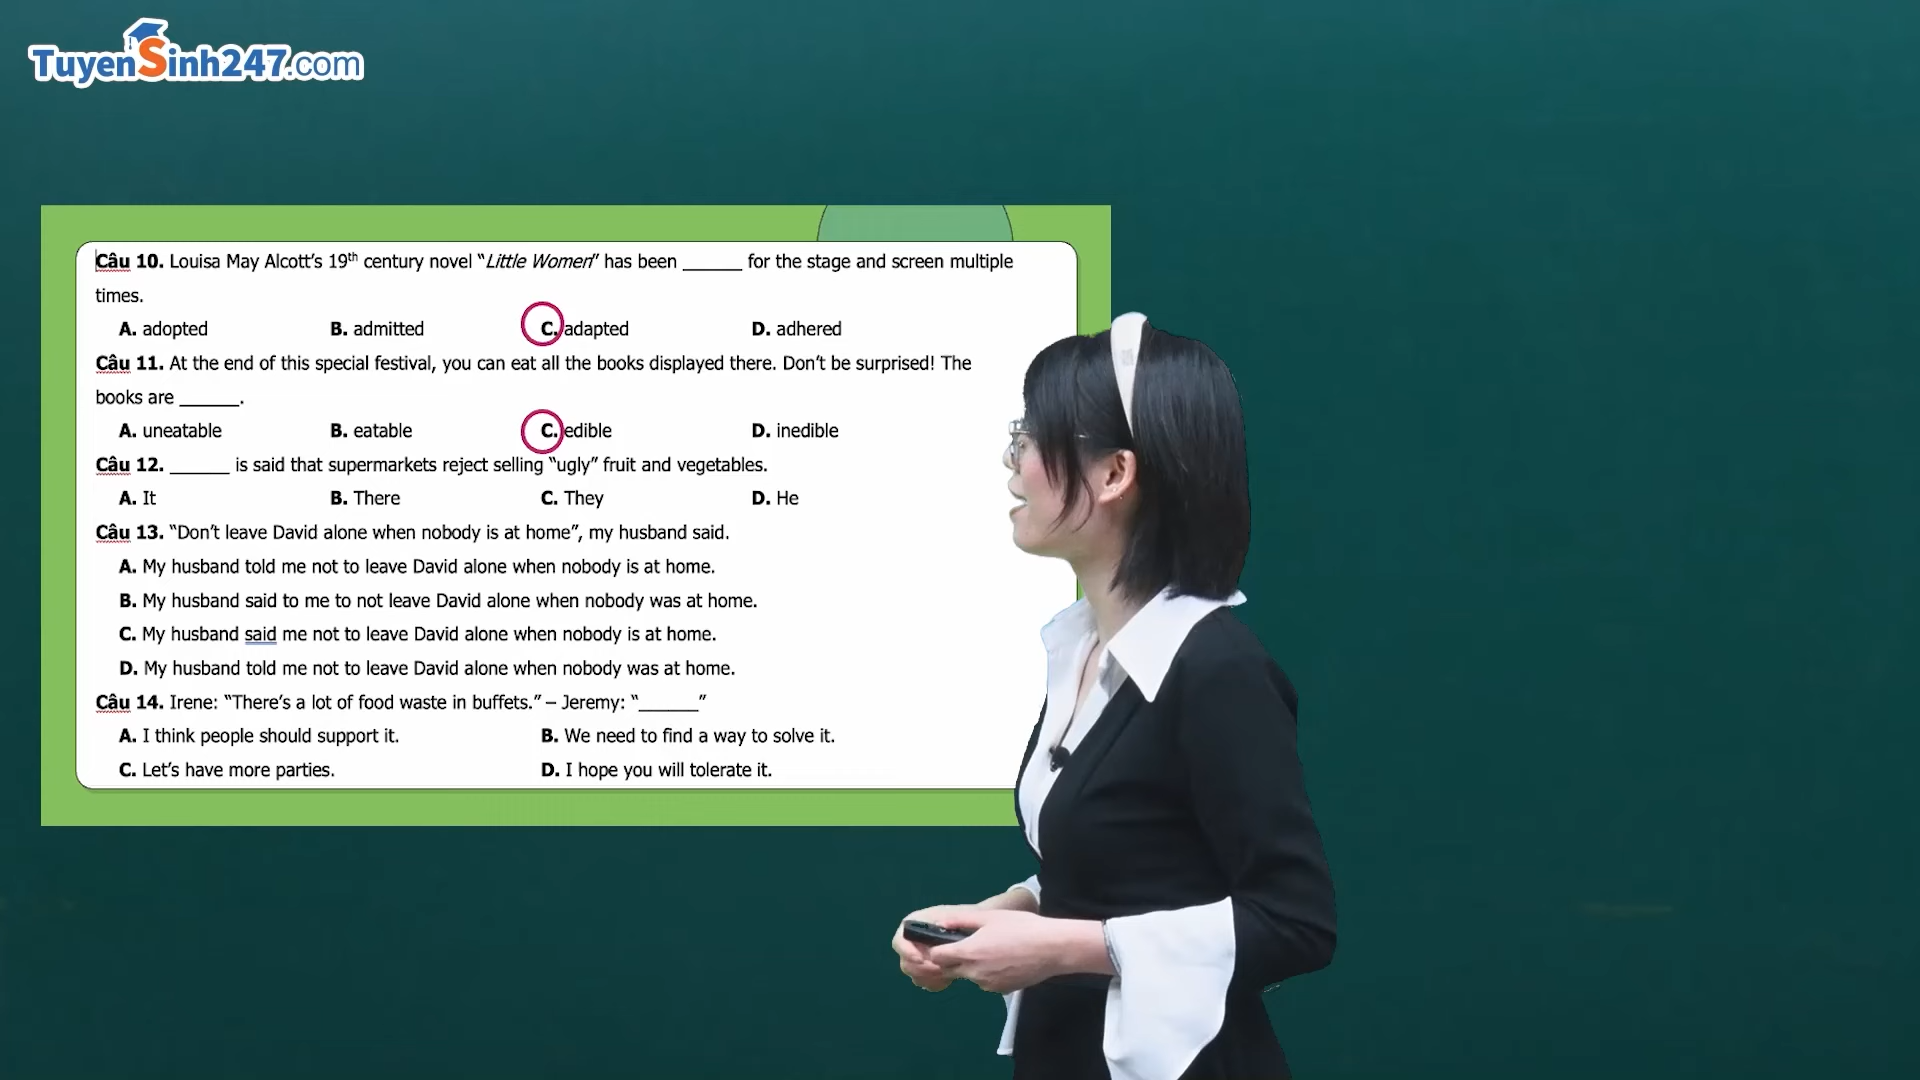 TuyenSinh247.com
Câu 10. Louisa May Alcott’s 19th century novel “Little Women” has been ______ for the stage and screen multiple
times.
A. adopted B. admitted C. adapted D. adhered
Câu 11. At the end of this special festival, you can eat all the books displayed there. Don’t be surprised! The
books are ______.
A. uneatable B. eatable C. edible D. inedible
Câu 12. ______ is said that supermarkets reject selling “ugly” fruit and vegetables.
A. It B. There C. They D. He
Câu 13. “Don’t leave David alone when nobody is at home”, my husband said.
A. My husband told me not to leave David alone when nobody is at home.
B. My husband said to me to not leave David alone when nobody was at home.
C. My husband said me not to leave David alone when nobody is at home.
D. My husband told me not to leave David alone when nobody was at home.
Câu 14. Irene: “There’s a lot of food waste in buffets.” – Jeremy: “______”
A. I think people should support it. B. We need to find a way to solve it.
C. Let’s have more parties. D. I hope you will tolerate it.